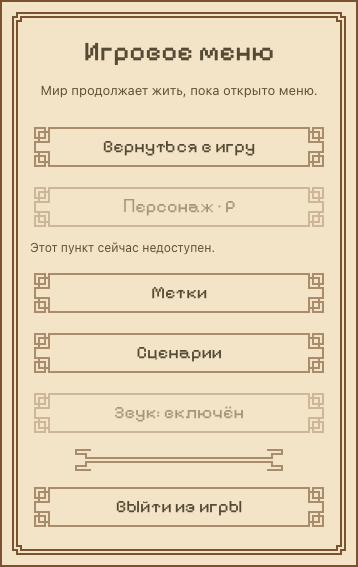 Игровое меню
Мир продолжает жить, пока открыто меню.
Вернуться в игру
Персонаж · P
Этот пункт сейчас недоступен.
Метки
Сценарии
Звук: включён
Выйти из игры